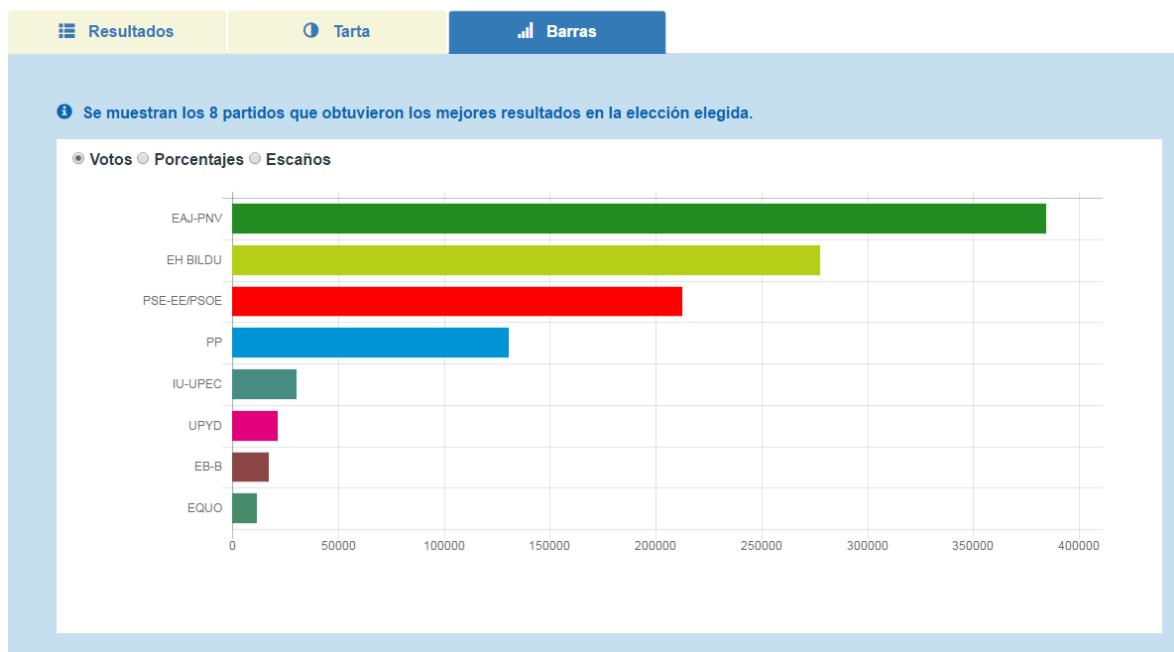 Resultados
Tarta
Barras
Se muestran los 8 partidos que obtuvieron los mejores resultados en la elección elegida.
Votos Porcentajes Escaños
EAJ-PNV
EH BILDU
PSE-EE/PSOE
PP
IU-UPEC
UPYD
EB-B
EQUO
0 50000 100000 150000 200000 250000 300000 350000 400000